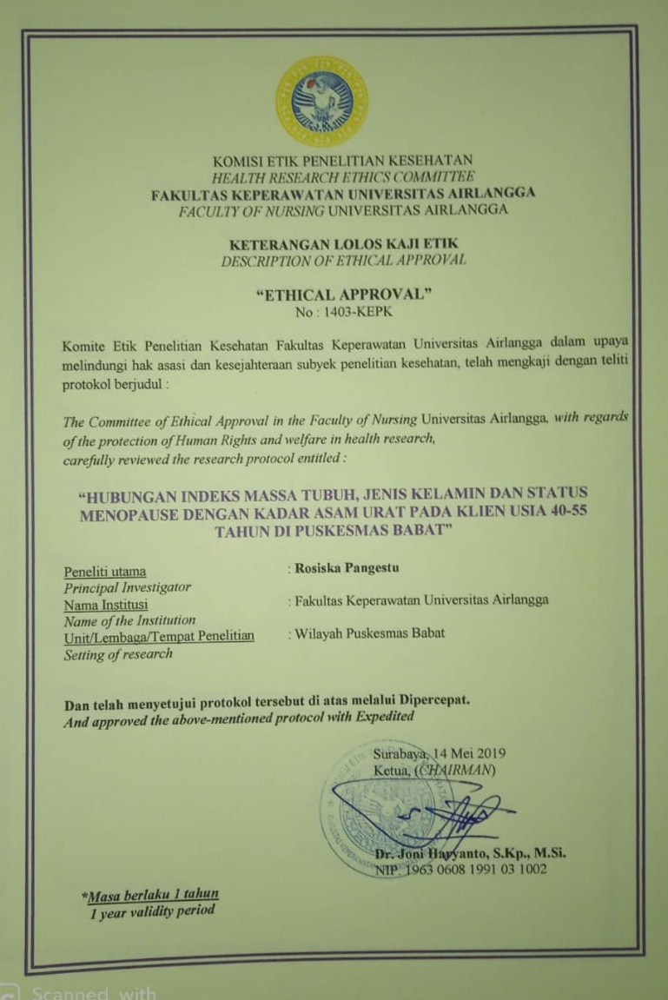 KOMISI ETIK PENELITIAN KESEHATAN
HEALTH RESEARCH ETHICS COMMITTEE
FAKULTAS KEPERAWATAN UNIVERSITAS AIRLANGGA
FACULTY OF NURSING UNIVERSITAS AIRLANGGA
KETERANGAN LOLOS KAJI ETIK
DESCRIPTION OF ETHICAL APPROVAL
“ETHICAL APPROVAL”
No : 1403-KEPK
Komite Etik Penelitian Kesehatan Fakultas Keperawatan Universitas Airlangga dalam upaya
melindungi hak asasi dan kesejahteraan subyek penelitian kesehatan, telah mengkaji dengan teliti
protokol berjudul :
The Committee of Ethical Approval in the Faculty of Nursing Universitas Airlangga, with regards
of the protection of Human Rights and welfare in health research,
carefully reviewed the research protocol entitled :
“HUBUNGAN INDEKS MASSA TUBUH, JENIS KELAMIN DAN STATUS
MENOPAUSE DENGAN KADAR ASAM URAT PADA KLIEN USIA 40-55
TAHUN DI PUSKESMAS BABAT”
Peneliti utama : Rosiska Pangestu
Principal Investigator
Nama Institusi : Fakultas Keperawatan Universitas Airlangga
Name of the Institution
Unit/Lembaga/Tempat Penelitian : Wilayah Puskesmas Babat
Setting of research
Dan telah menyetujui protokol tersebut di atas melalui Dipercepat.
And approved the above-mentioned protocol with Expedited
Surabaya, 14 Mei 2019
Ketua, (CHAIRMAN)
Dr. Joni Haryanto, S.Kp., M.Si.
NIP. 1963 0608 1991 03 1002
*Masa berlaku 1 tahun
1 year validity period
Scanned with